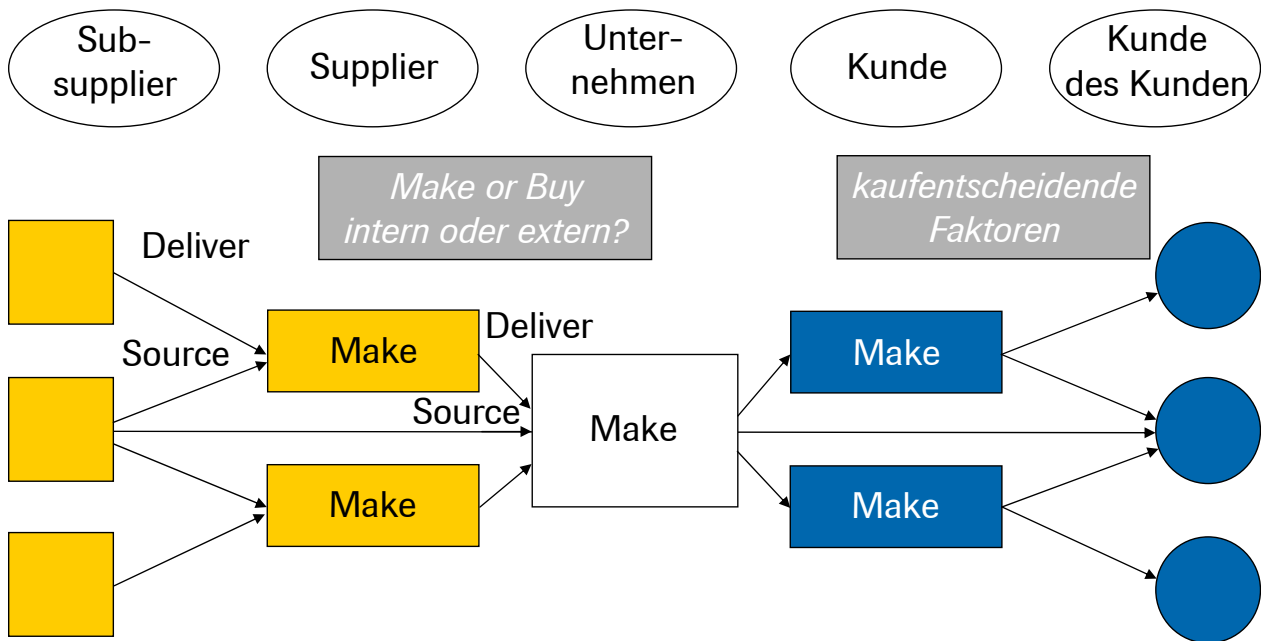 Sub-
supplier
Supplier
Unter-
nehmen
Kunde
Kunde
des Kunden
Make or Buy
intern oder extern?
kaufentscheidende
Faktoren
Deliver
Source
Make
Deliver
Source
Make
Make
Make
Make